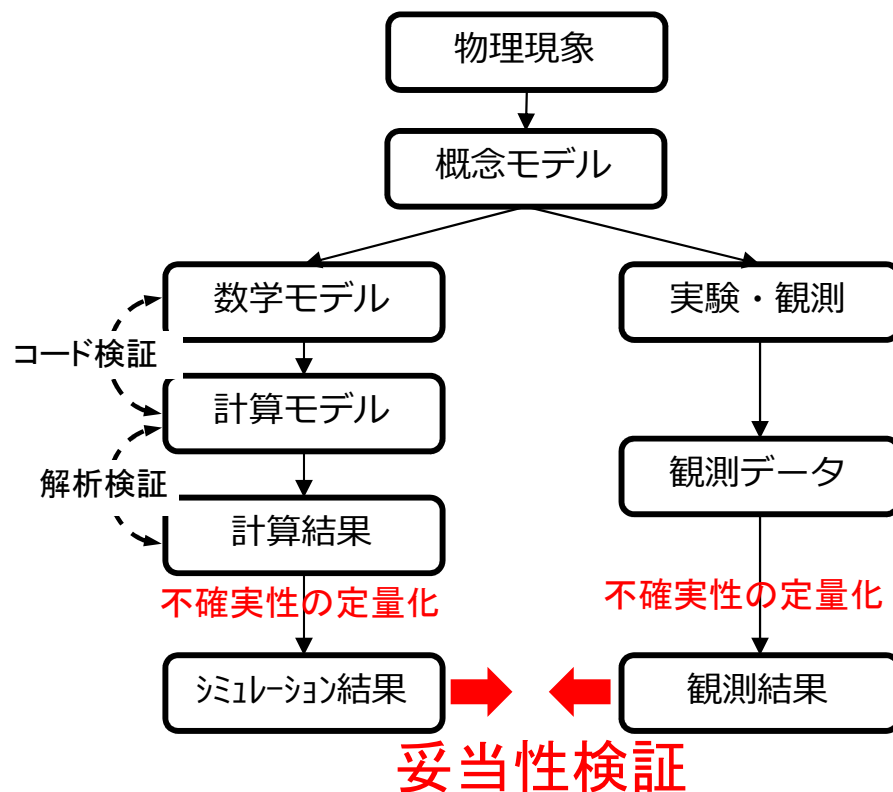 物理現象
概念モデル
数学モデル
実験・観測
コード検証
計算モデル
観測データ
解析検証
計算結果
不確実性の定量化
不確実性の定量化
ｼﾐｭﾚｰｼｮﾝ結果
観測結果
妥当性検証